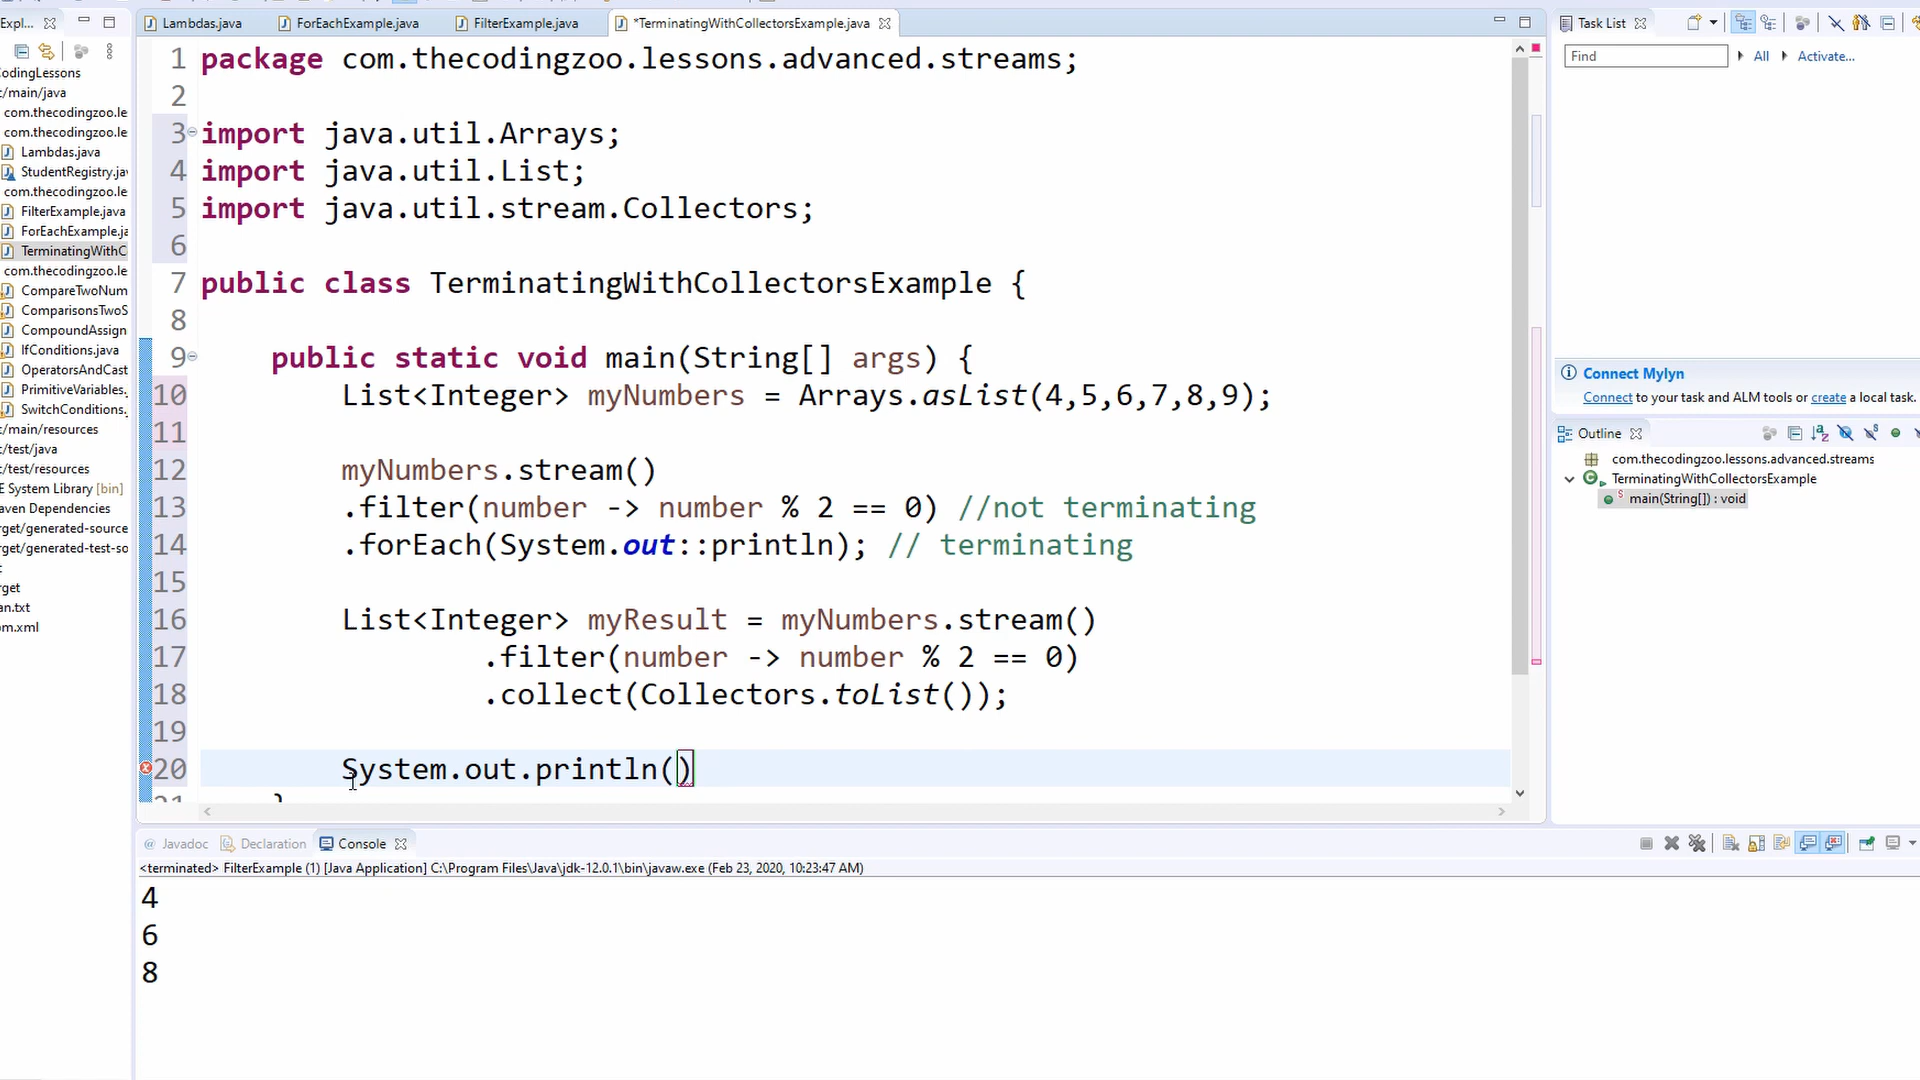 Expl...
Lambdas.java
ForEachExample.java
FilterExample.java
*TerminatingWithCollectorsExample.java
Task List
Find
All
Activate...
CodingLessons
c/main/java
com.thecodingzoo.le
com.thecodingzoo.le
Lambdas.java
StudentRegistry.jav
com.thecodingzoo.le
FilterExample.java
ForEachExample.ja
TerminatingWithC
com.thecodingzoo.le
CompareTwoNum
ComparisonsTwoS
CompoundAssign
IfConditions.java
OperatorsAndCast
PrimitiveVariables.
SwitchConditions.
c/main/resources
c/test/java
c/test/resources
E System Library [bin]
aven Dependencies
rget/generated-source
rget/generated-test-so
c
rget
an.txt
om.xml
1 package com.thecodingzoo.lessons.advanced.streams;
2
3 import java.util.Arrays;
4 import java.util.List;
5 import java.util.stream.Collectors;
6
7 public class TerminatingWithCollectorsExample {
8
9 public static void main(String[] args) {
10 List<Integer> myNumbers = Arrays.asList(4,5,6,7,8,9);
11
12 myNumbers.stream()
13 .filter(number -> number % 2 == 0) //not terminating
14 .forEach(System.out::println); // terminating
15
16 List<Integer> myResult = myNumbers.stream()
17 .filter(number -> number % 2 == 0)
18 .collect(Collectors.toList());
19
20 System.out.println()
21 }
Connect Mylyn
Connect to your task and ALM tools or create a local task.
Outline
com.thecodingzoo.lessons.advanced.streams
TerminatingWithCollectorsExample
main(String[]) : void
Javadoc
Declaration
Console
<terminated> FilterExample (1) [Java Application] C:\Program Files\Java\jdk-12.0.1\bin\javaw.exe (Feb 23, 2020, 10:23:47 AM)
4
6
8